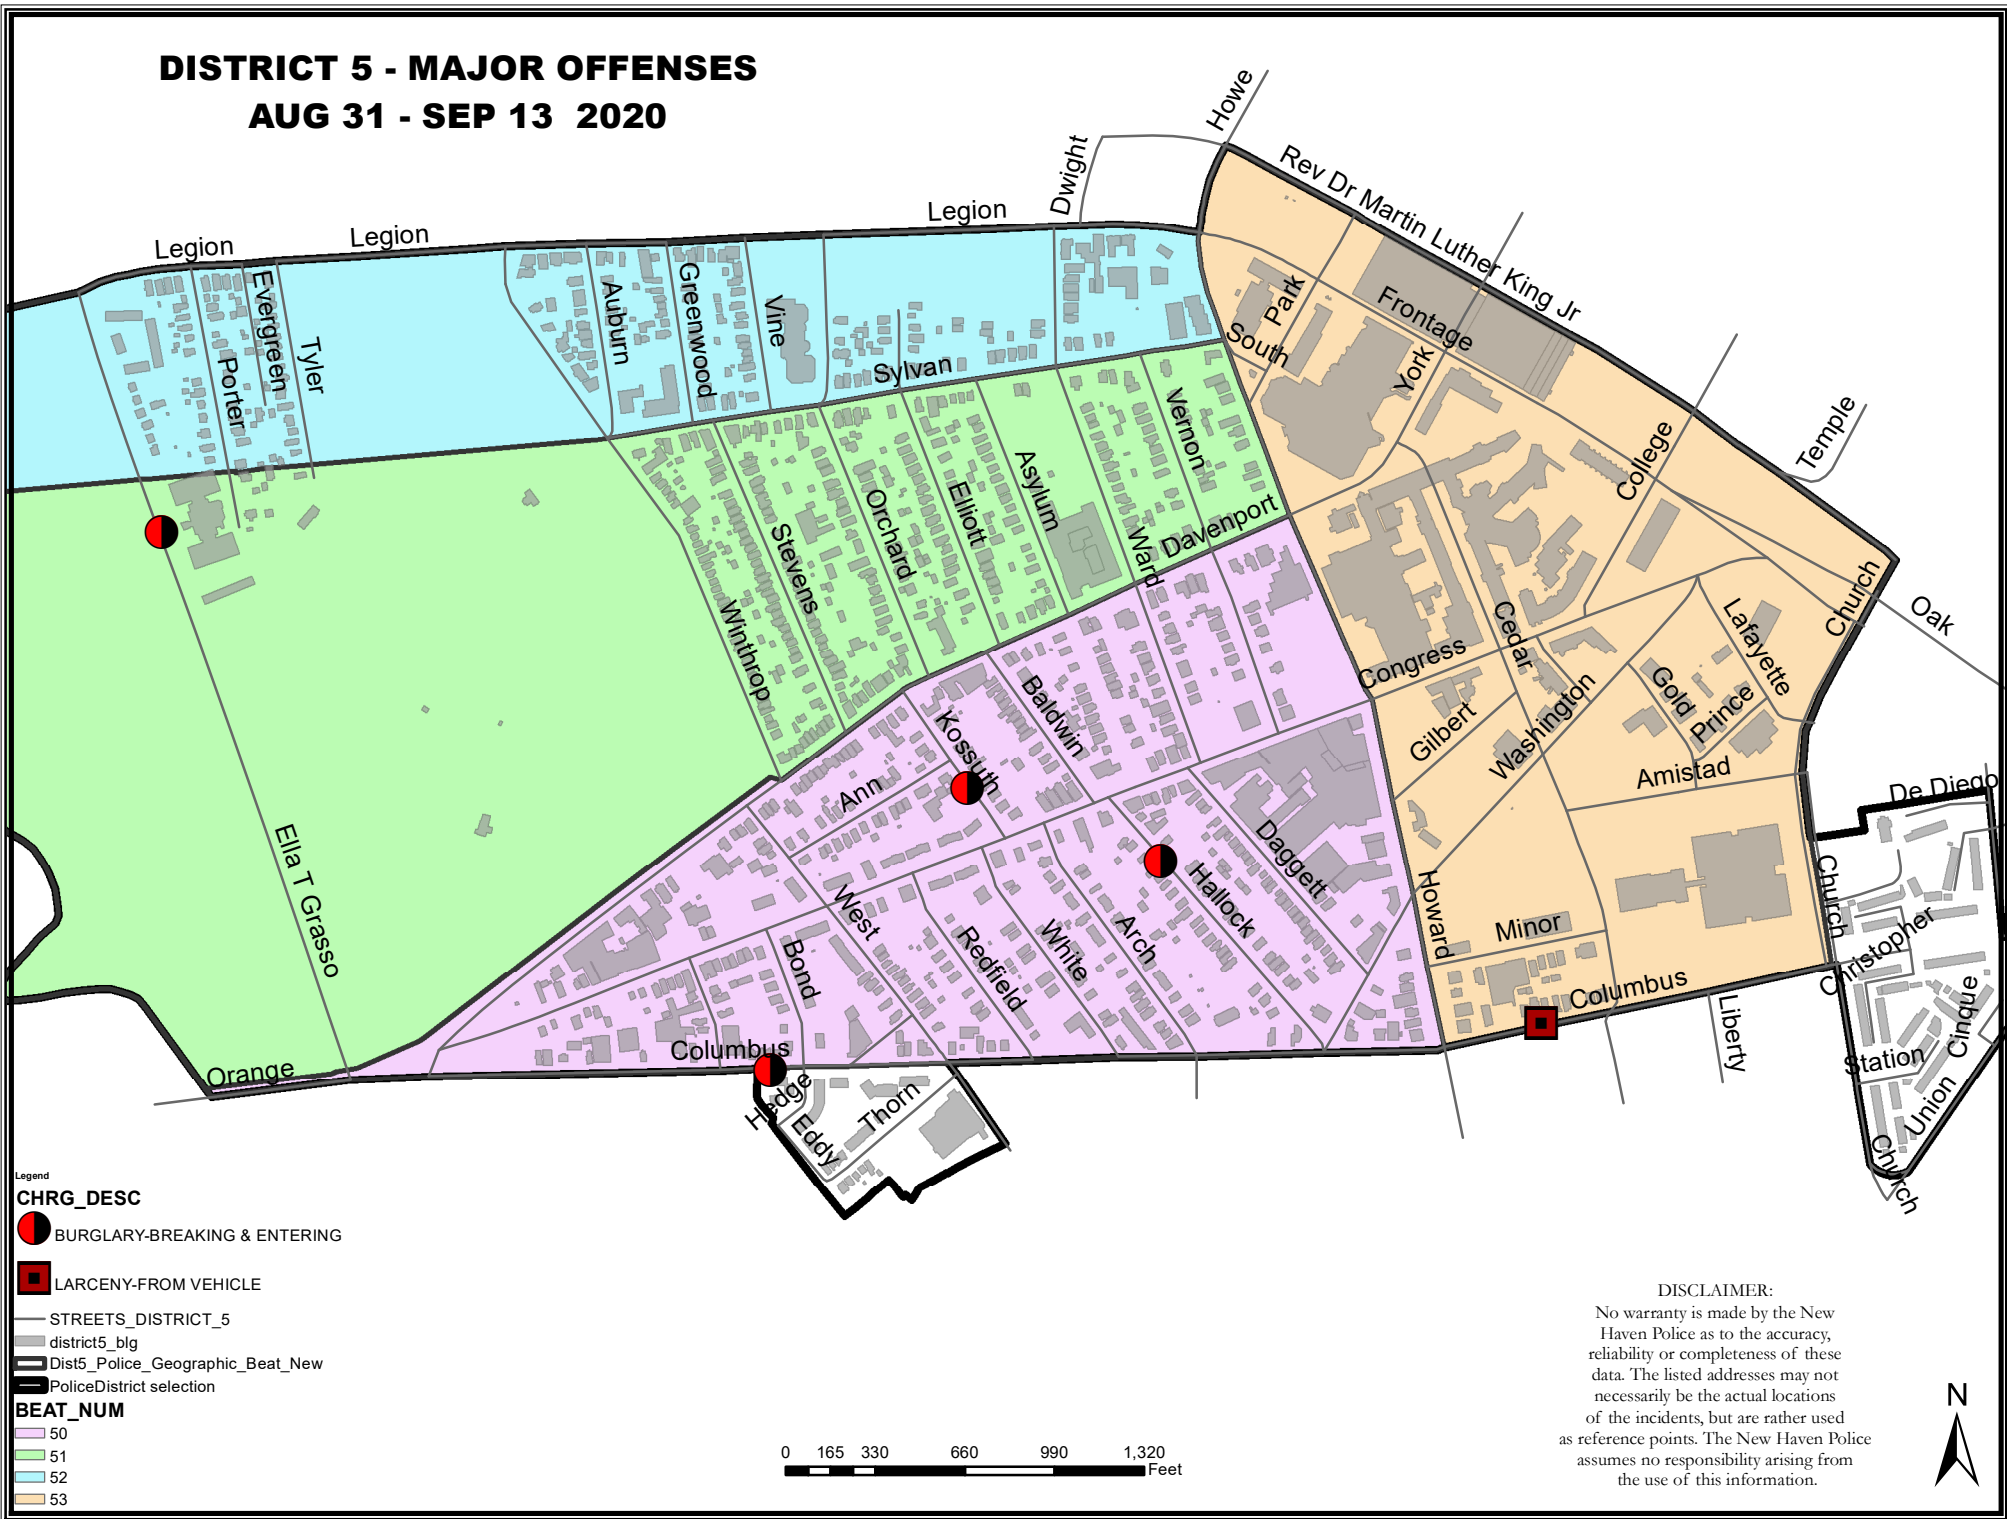 DISTRICT 5 - MAJOR OFFENSES
AUG 31 - SEP 13 2020
Howe
Dwight
Rev Dr Martin Luther King Jr
Legion
Legion
Legion
Evergreen
Tyler
Porter
Auburn
Greenwood
Vine
Sylvan
Park
South
Frontage
York
College
Temple
Vernon
Asylum
Elliott
Orchard
Stevens
Winthrop
Ward
Davenport
Church
Oak
Cedar
Congress
Lafayette
Gold
Prince
Washington
Gilbert
Amistad
Baldwin
Kossuth
Ann
Ella T Grasso
De Diego
Daggett
Hallock
Arch
White
Redfield
West
Bond
Howard
Minor
Columbus
Church
Christopher
Cinque
Liberty
Station
Union
Church
Columbus
Orange
Hedge
Eddy
Thorn
Legend
CHRG_DESC
BURGLARY-BREAKING & ENTERING
LARCENY-FROM VEHICLE
STREETS_DISTRICT_5
district5_blg
Dist5_Police_Geographic_Beat_New
PoliceDistrict selection
BEAT_NUM
50
51
52
53
0 165 330 660 990 1,320
Feet
DISCLAIMER:
No warranty is made by the New
Haven Police as to the accuracy,
reliability or completeness of these
data. The listed addresses may not
necessarily be the actual locations
of the incidents, but are rather used
as reference points. The New Haven Police
assumes no responsibility arising from
the use of this information.
N